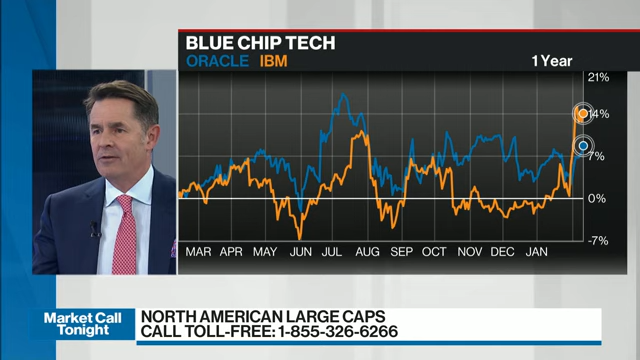 BLUE CHIP TECH
ORACLE IBM
1 Year
21%
14%
7%
0%
-7%
MAR APR MAY JUN JUL AUG SEP OCT NOV DEC JAN
Market Call
Tonight
NORTH AMERICAN LARGE CAPS
CALL TOLL-FREE: 1-855-326-6266